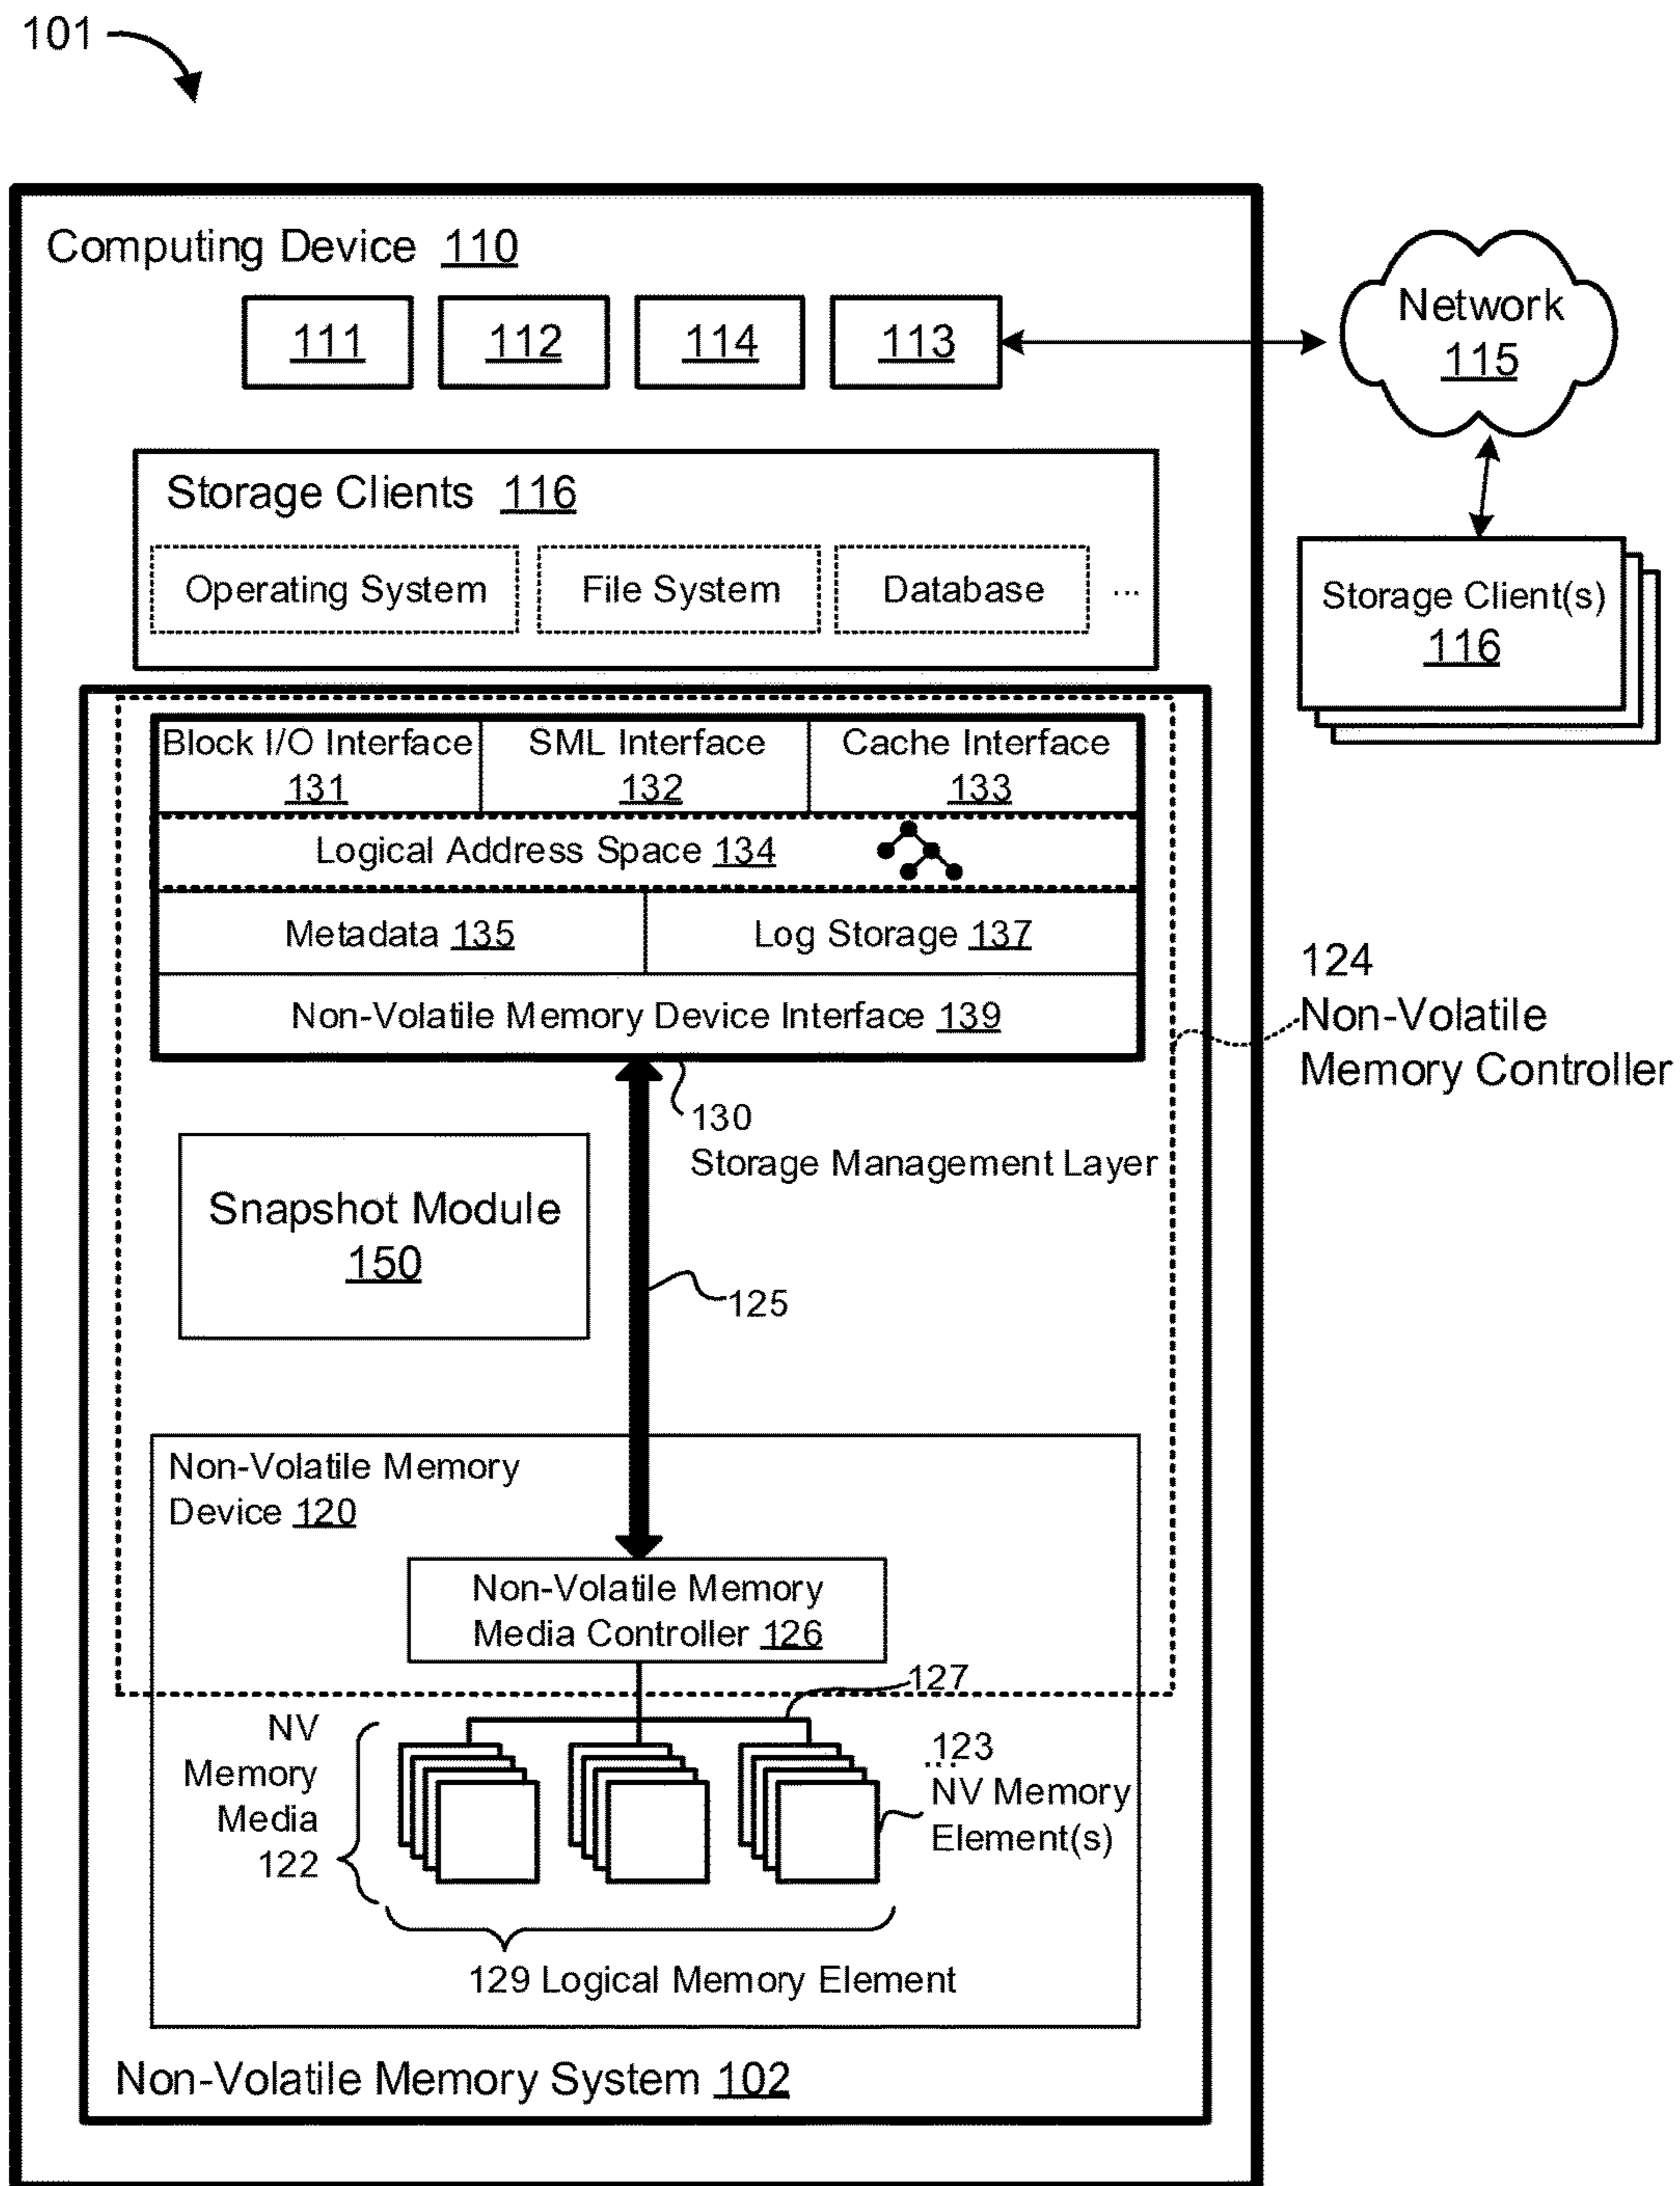 101
Computing Device 110
111 112 114 113
Network
115
Storage Clients 116
Operating System File System Database ...
Storage Client(s)
116
Block I/O Interface
131
SML Interface
132
Cache Interface
133
Logical Address Space 134
Metadata 135 Log Storage 137
Non-Volatile Memory Device Interface 139
124
Non-Volatile
Memory Controller
130
Storage Management Layer
Snapshot Module
150
125
Non-Volatile Memory
Device 120
Non-Volatile Memory
Media Controller 126
127
NV
Memory
Media
122
...
123
NV Memory
Element(s)
129 Logical Memory Element
Non-Volatile Memory System 102